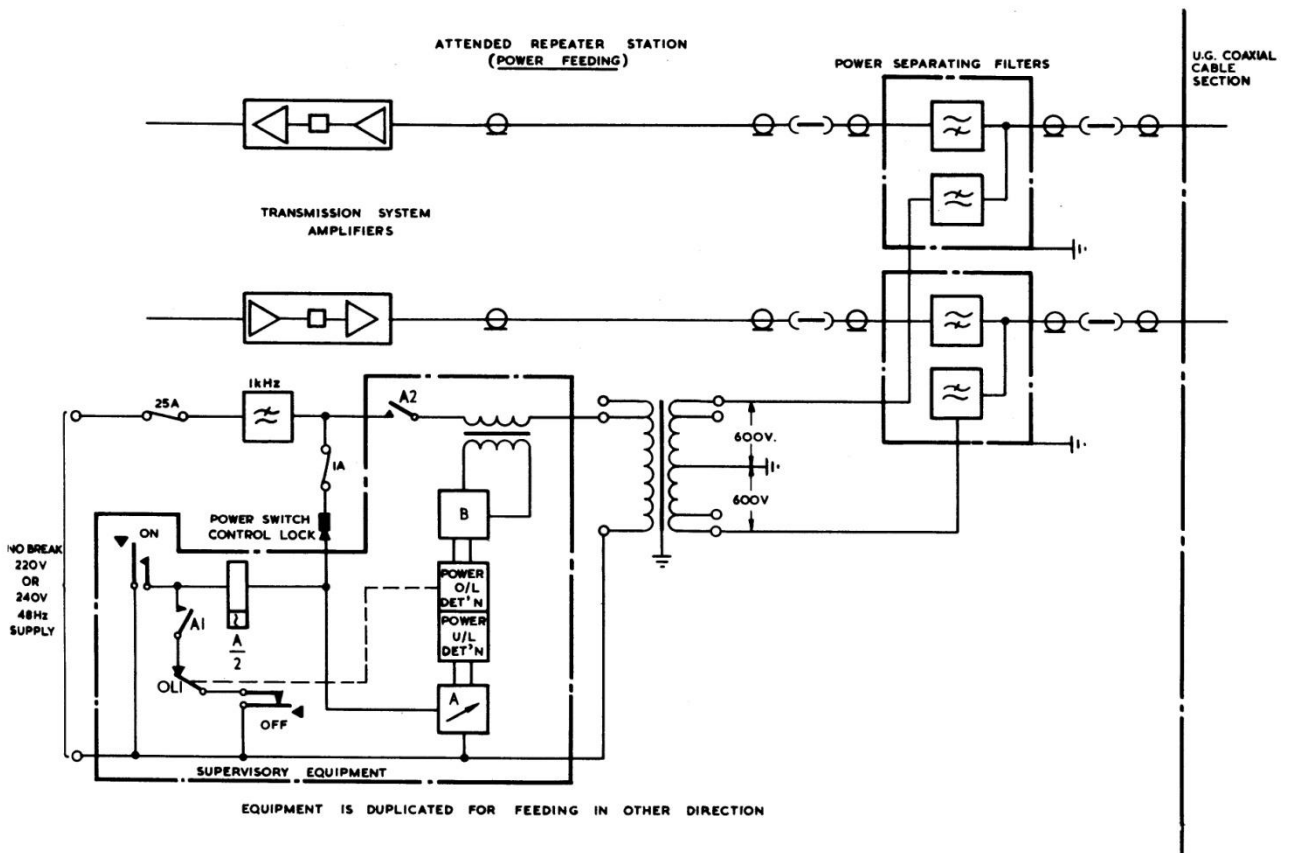 ATTENDED REPEATER STATION
(POWER FEEDING)
POWER SEPARATING FILTERS
U.G. COAXIAL
CABLE
SECTION
TRANSMISSION SYSTEM
AMPLIFIERS
25A
1kHz
A2
1A
600V.
600V
POWER SWITCH
CONTROL LOCK
B
ON
NO BREAK
220V
OR
240V
48Hz
SUPPLY
POWER
O/L
DET'N
POWER
U/L
DET'N
A1
A
2
OL1
A
OFF
SUPERVISORY EQUIPMENT
EQUIPMENT IS DUPLICATED FOR FEEDING IN OTHER DIRECTION